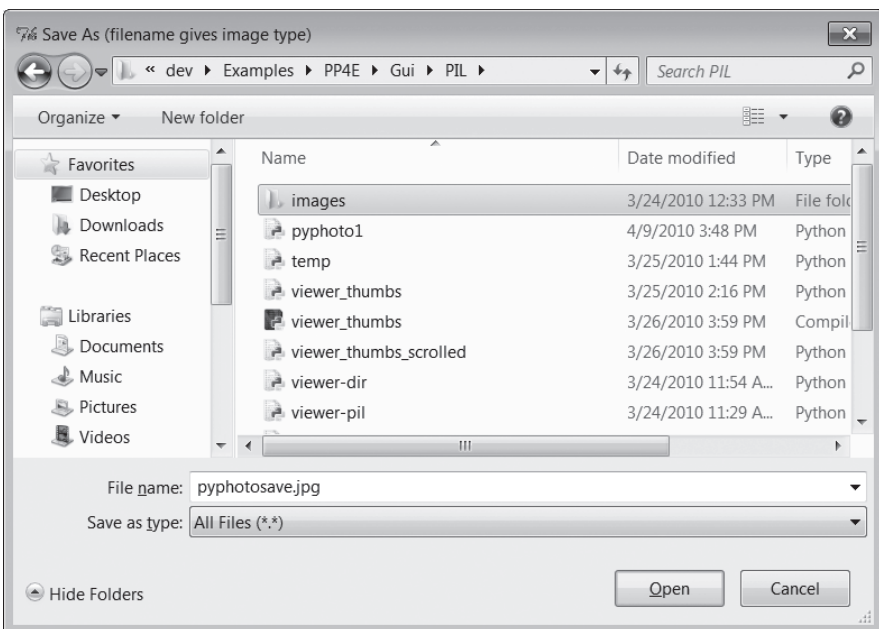 Save As (filename gives image type)
« dev Examples PP4E Gui PIL
Search PIL
Organize New folder
Name Date modified Type
Favorites
Desktop
Downloads
Recent Places
Libraries
Documents
Music
Pictures
Videos
images 3/24/2010 12:33 PM File fold
pyphoto1 4/9/2010 3:48 PM Python
temp 3/25/2010 1:44 PM Python
viewer_thumbs 3/25/2010 2:16 PM Python
viewer_thumbs 3/26/2010 3:59 PM Compil
viewer_thumbs_scrolled 3/26/2010 3:59 PM Python
viewer-dir 3/24/2010 11:54 A... Python
viewer-pil 3/24/2010 11:29 A... Python
File name: pyphotosave.jpg
Save as type: All Files (*.*)
Hide Folders
Open Cancel